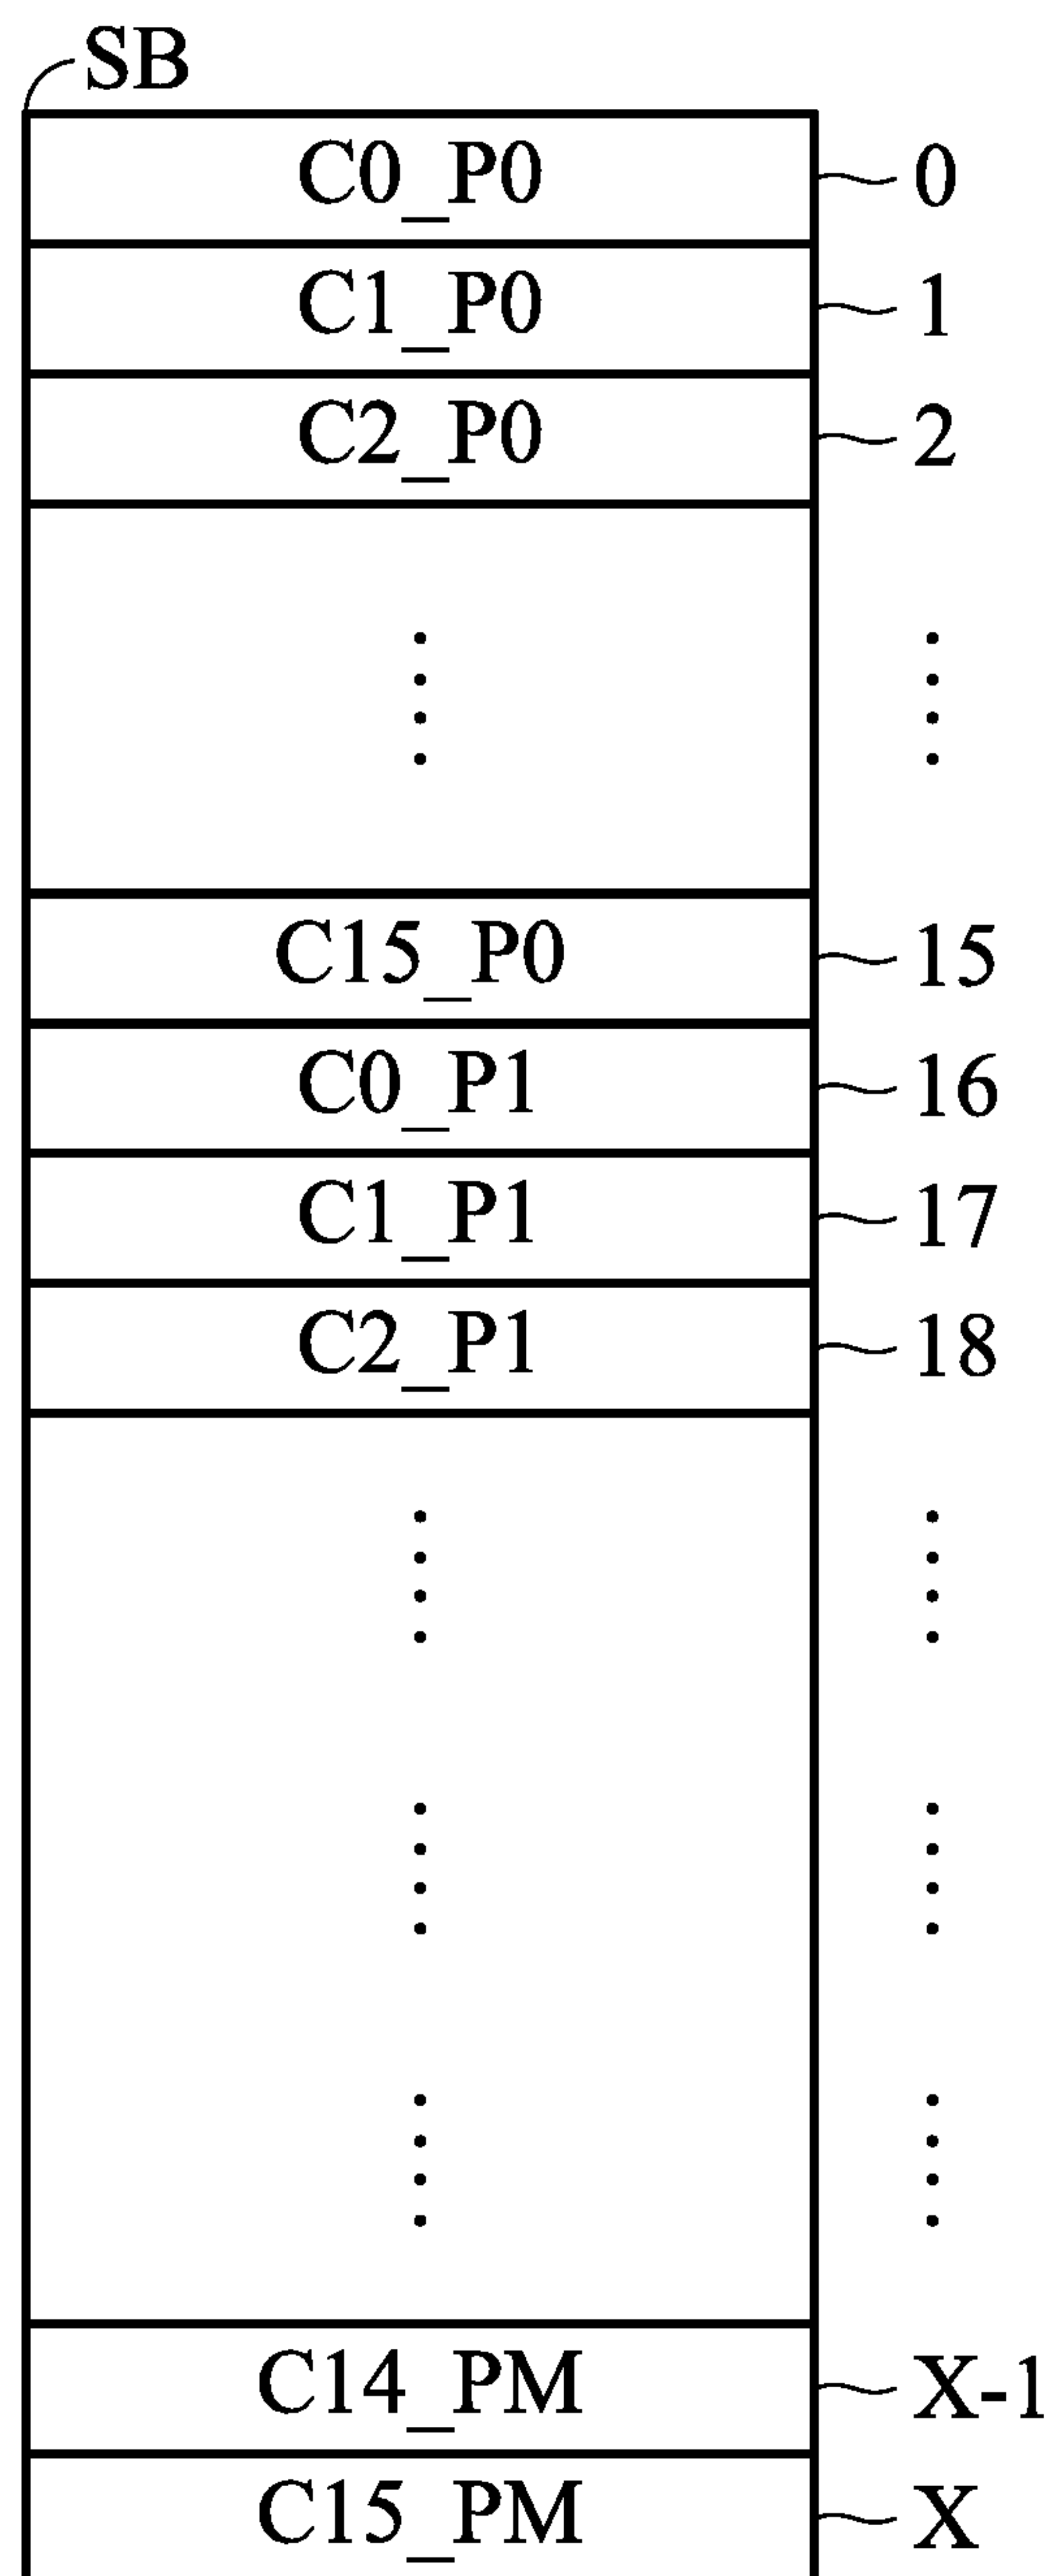 SB
C0_P0 0
C1_P0 1
C2_P0 2
C15_P0 15
C0_P1 16
C1_P1 17
C2_P1 18
C14_PM X-1
C15_PM X